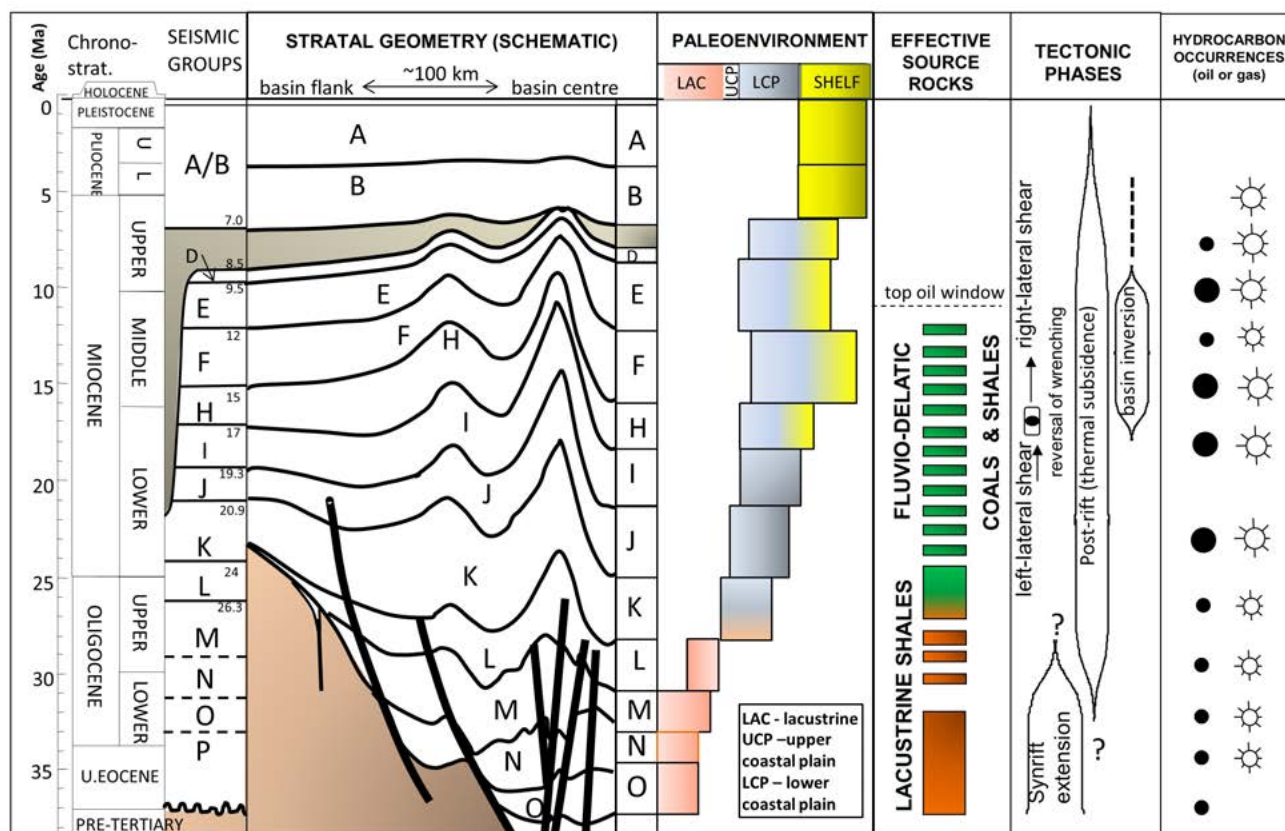 Age (Ma)
Chrono-
strat.
SEISMIC
GROUPS
STRATAL GEOMETRY (SCHEMATIC)
basin flank
~100 km
basin centre
PALEOENVIRONMENT
LAC
UCP
LCP
SHELF
EFFECTIVE
SOURCE
ROCKS
TECTONIC
PHASES
HYDROCARBON
OCCURRENCES
(oil or gas)
0
5
10
15
20
25
30
35
HOLOCENE
PLEISTOCENE
PLIOCENE
U
L
MIOCENE
UPPER
MIDDLE
LOWER
OLIGOCENE
UPPER
LOWER
U.EOCENE
PRE-TERTIARY
A/B
7.0
D
8.5
9.5
E
12
F
15
H
17
I
19.3
J
20.9
K
24
L
26.3
M
N
O
P
A
B
E
F
H
I
J
K
L
M
N
O
A
B
D
E
F
H
I
J
K
L
M
N
O
LAC - lacustrine
UCP –upper
coastal plain
LCP – lower
coastal plain
top oil window
FLUVIO-DELATIC
COALS & SHALES
LACUSTRINE SHALES
left-lateral shear
right-lateral shear
reversal of wrenching
Post-rift (thermal subsidence)
basin inversion
?
?
Synrift
extension